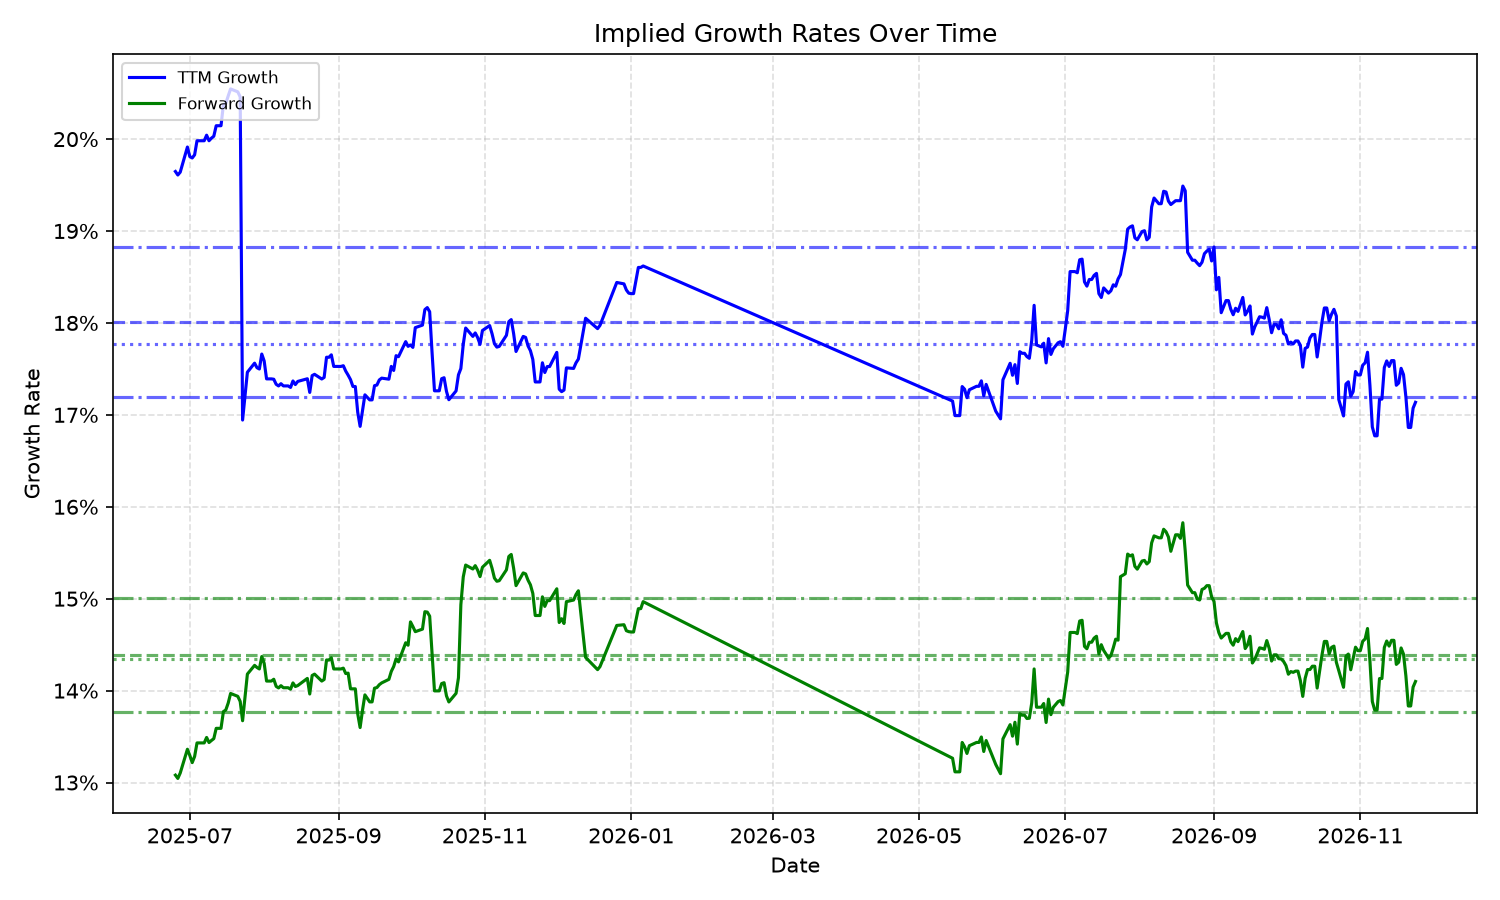 Implied Growth Rates Over Time
TTM Growth
Forward Growth
20%
19%
18%
17%
16%
15%
14%
13%
Growth Rate
2025-07 2025-09 2025-11 2026-01 2026-03 2026-05 2026-07 2026-09 2026-11
Date